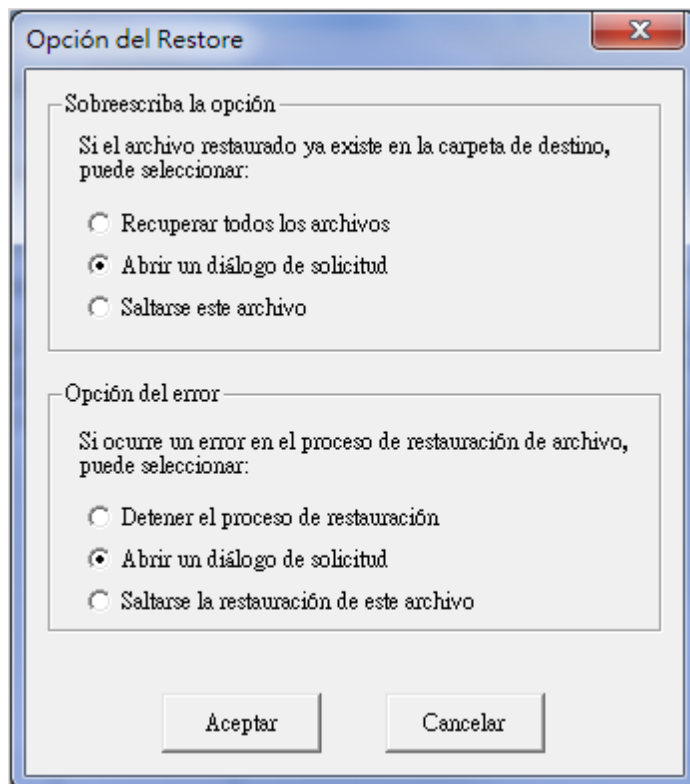 Opción del Restore
Sobreescriba la opción
Si el archivo restaurado ya existe en la carpeta de destino,
puede seleccionar:
Recuperar todos los archivos
Abrir un diálogo de solicitud
Saltarse este archivo
Opción del error
Si ocurre un error en el proceso de restauración de archivo,
puede seleccionar:
Detener el proceso de restauración
Abrir un diálogo de solicitud
Saltarse la restauración de este archivo
Aceptar
Cancelar